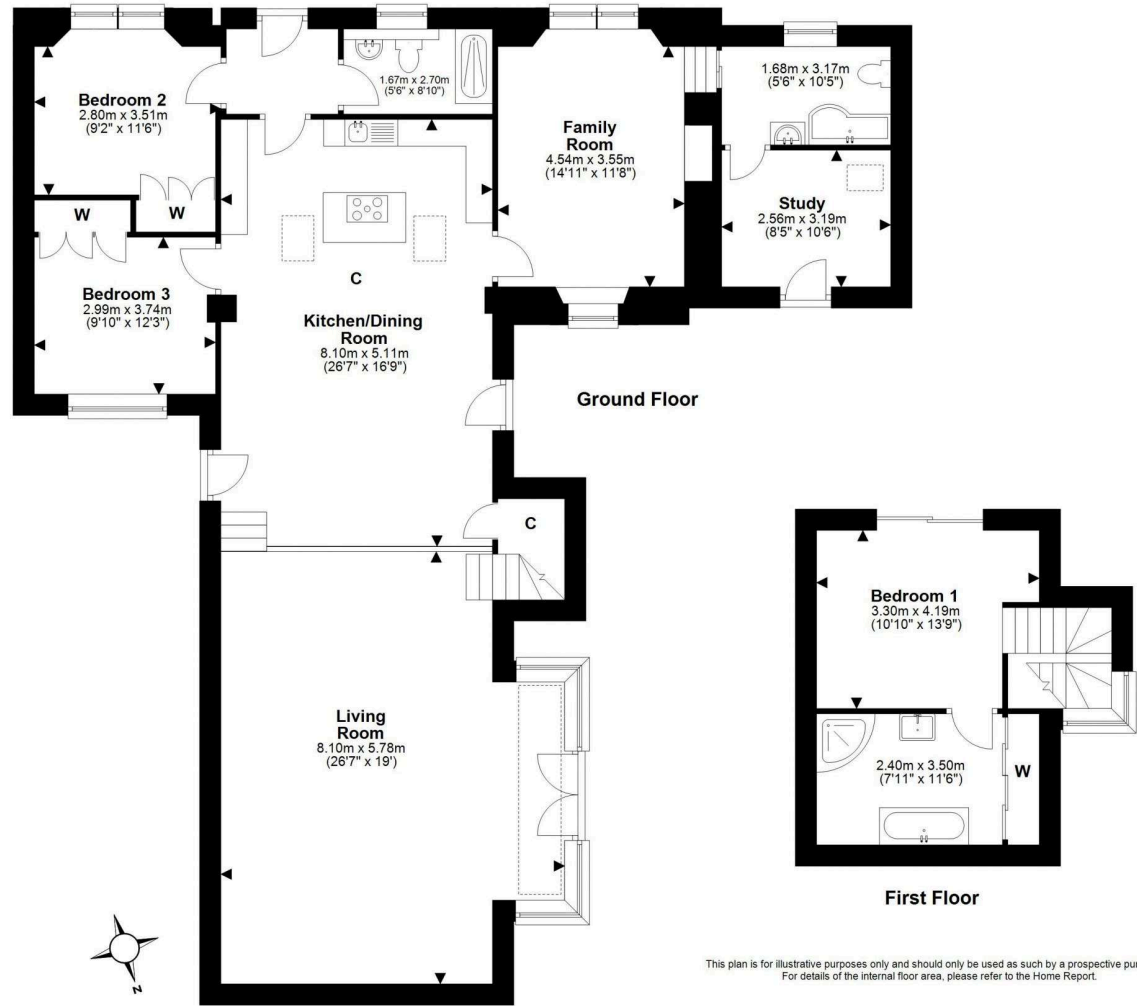 Bedroom 2
2.80m x 3.51m
(9'2" x 11'6")
W
W
Bedroom 3
2.99m x 3.74m
(9'10" x 12'3")
1.67m x 2.70m
(5'6" x 8'10")
C
Kitchen/Dining
Room
8.10m x 5.11m
(26'7" x 16'9")
Family
Room
4.54m x 3.55m
(14'11" x 11'8")
1.68m x 3.17m
(5'6" x 10'5")
Study
2.56m x 3.19m
(8'5" x 10'6")
Ground Floor
C
Living
Room
8.10m x 5.78m
(26'7" x 19')
Bedroom 1
3.30m x 4.19m
(10'10" x 13'9")
2.40m x 3.50m
(7'11" x 11'6")
W
First Floor
z
This plan is for illustrative purposes only and should only be used as such by a prospective pur
For details of the internal floor area, please refer to the Home Report.